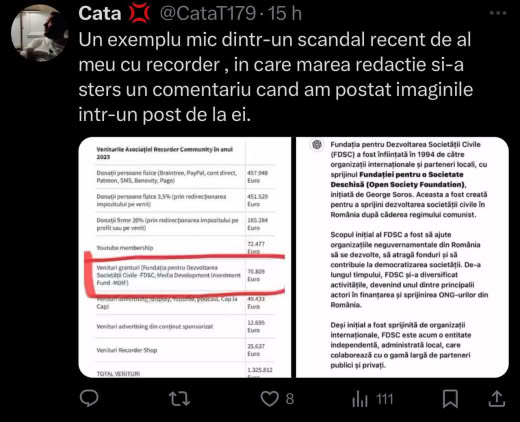 Cata @CataT179 · 15 h
Un exemplu mic dintr-un scandal recent de al
meu cu recorder , in care marea redactie si-a
sters un comentariu cand am postat imaginile
intr-un post de la ei.
Veniturile Asociației Recorder Community în anul
2023
Donații persoane fizice (Braintree, PayPal, cont direct,
Patreon, SMS, Benevity, Pago)
457.948
Euro
Donații persoane fizice 3,5% (prin redirecționarea
impozitului pe venit)
451.529
Euro
Donații firme 20% (prin redirecționarea impozitului pe
profit sau pe venit)
185.284
Euro
Youtube membership
72.477
Euro
Venituri granturi (Fundația pentru Dezvoltarea
Societății Civile -FDSC, Media Development Investment
Fund -MDIF)
70.809
Euro
Venituri advertising (display, Youtube, podcast, Cap la
Cap)
49.433
Euro
Venituri advertising din conținut sponsorizat
12.695
Euro
Venituri Recorder Shop
25.637
Euro
TOTAL VENITURI
1.325.812
Fundația pentru Dezvoltarea Societății Civile
(FDSC) a fost înființată în 1994 de către
organizații internaționale și parteneri locali, cu
sprijinul Fundației pentru o Societate
Deschisă (Open Society Foundation),
inițiată de George Soros. Aceasta a fost creată
pentru a sprijini dezvoltarea societății civile în
România după căderea regimului comunist.
Scopul inițial al FDSC a fost să ajute
organizațiile neguvernamentale din România
să se dezvolte, să atragă fonduri și să
contribuie la democratizarea societății. De-a
lungul timpului, FDSC și-a diversificat
activitățile, devenind unul dintre principalii
actori în finanțarea și sprijinirea ONG-urilor din
România.
Deși inițial a fost sprijinită de organizații
internaționale, FDSC este acum o entitate
independentă, administrată local, care
colaborează cu o gamă largă de parteneri
publici și privați.
8
111